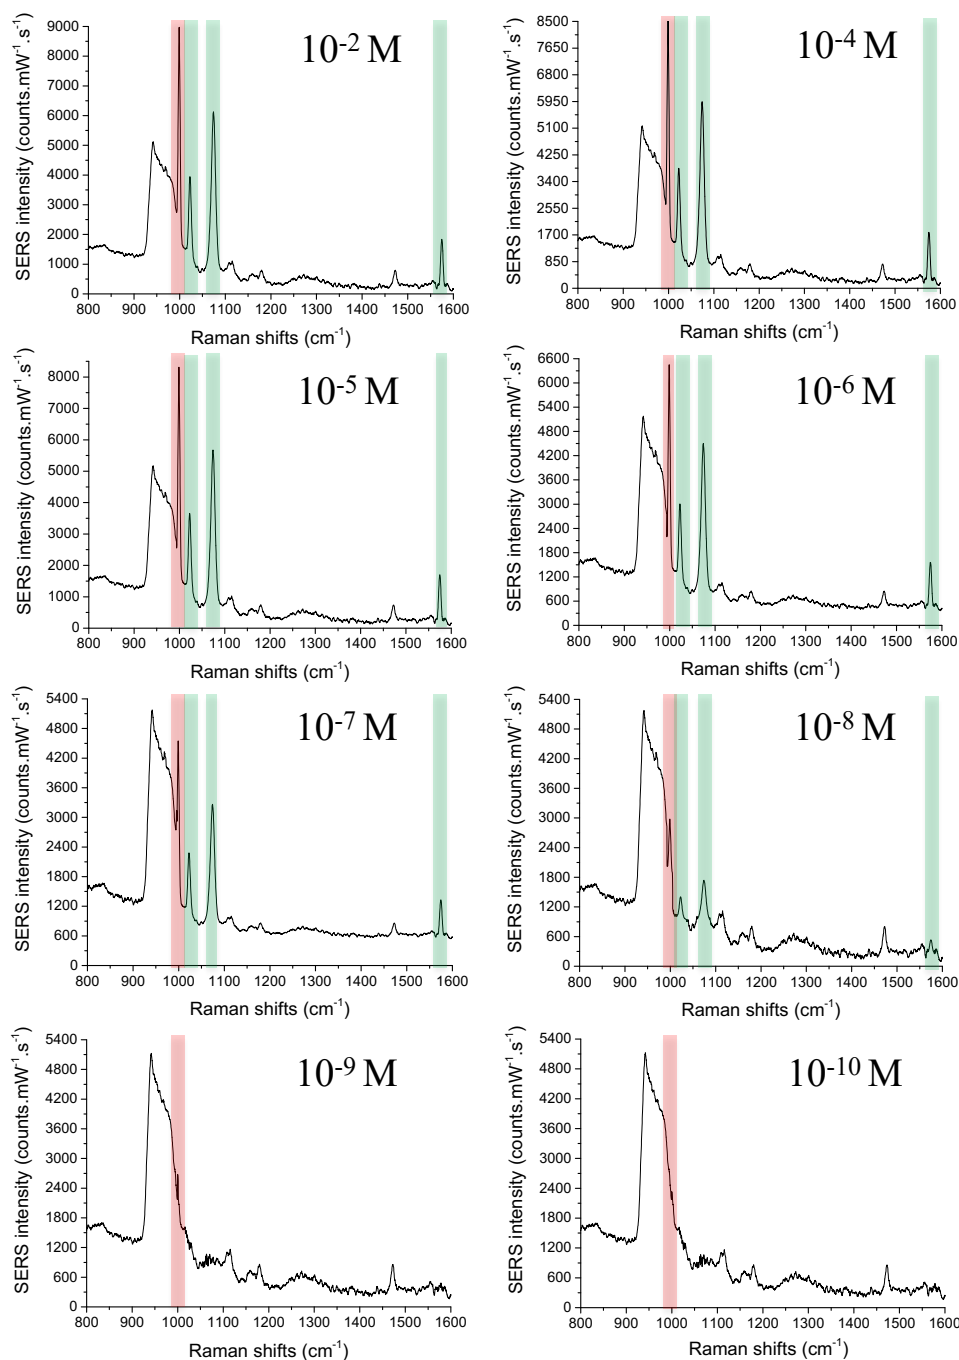 10⁻² M
SERS intensity (counts.mW⁻¹.s⁻¹)
9000
8000
7000
6000
5000
4000
3000
2000
1000
0
800 900 1000 1100 1200 1300 1400 1500 1600
Raman shifts (cm⁻¹)
10⁻⁴ M
SERS intensity (counts.mW⁻¹.s⁻¹)
8500
7650
6800
5950
5100
4250
3400
2550
1700
850
0
800 900 1000 1100 1200 1300 1400 1500 1600
Raman shifts (cm⁻¹)
10⁻⁵ M
SERS intensity (counts.mW⁻¹.s⁻¹)
8000
7000
6000
5000
4000
3000
2000
1000
0
800 900 1000 1100 1200 1300 1400 1500 1600
Raman shifts (cm⁻¹)
10⁻⁶ M
SERS intensity (counts.mW⁻¹.s⁻¹)
6600
6000
5400
4800
4200
3600
3000
2400
1800
1200
600
0
800 900 1000 1100 1200 1300 1400 1500 1600
Raman shifts (cm⁻¹)
10⁻⁷ M
SERS intensity (counts.mW⁻¹.s⁻¹)
5400
4800
4200
3600
3000
2400
1800
1200
600
0
800 900 1000 1100 1200 1300 1400 1500 1600
Raman shifts (cm⁻¹)
10⁻⁸ M
SERS intensity (counts.mW⁻¹.s⁻¹)
5400
4800
4200
3600
3000
2400
1800
1200
600
0
800 900 1000 1100 1200 1300 1400 1500 1600
Raman shifts (cm⁻¹)
10⁻⁹ M
SERS intensity (counts.mW⁻¹.s⁻¹)
5400
4800
4200
3600
3000
2400
1800
1200
600
0
800 900 1000 1100 1200 1300 1400 1500 1600
Raman shifts (cm⁻¹)
10⁻¹⁰ M
SERS intensity (counts.mW⁻¹.s⁻¹)
5400
4800
4200
3600
3000
2400
1800
1200
600
0
800 900 1000 1100 1200 1300 1400 1500 1600
Raman shifts (cm⁻¹)